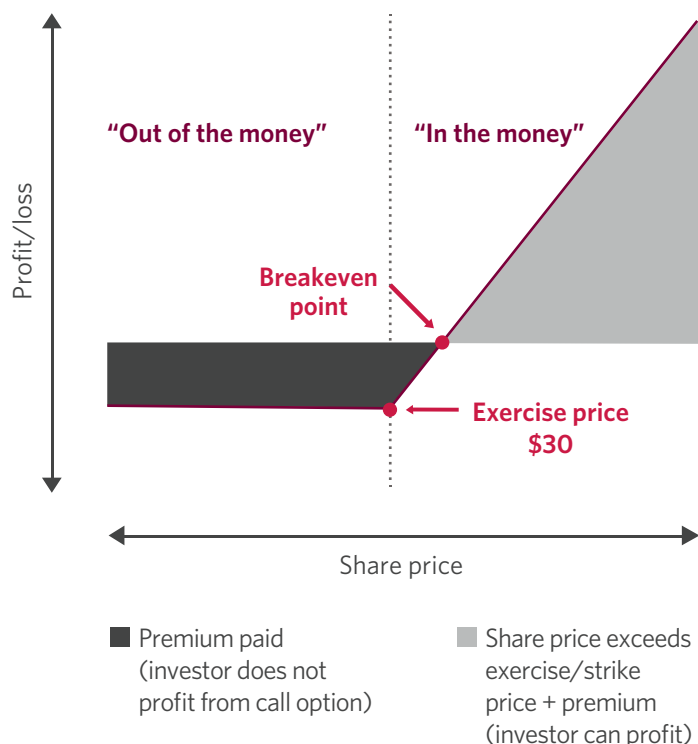 “Out of the money”
“In the money”
Profit/loss
Breakeven
point
Exercise price
$30
Share price
Premium paid
(investor does not
profit from call option)
Share price exceeds
exercise/strike
price + premium
(investor can profit)